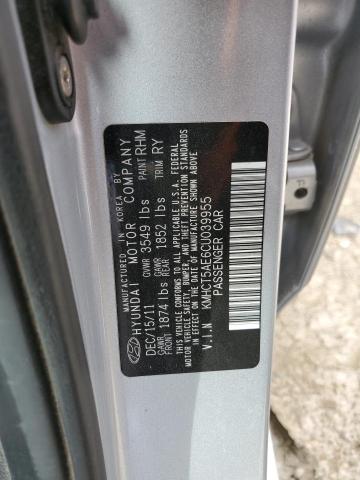 MANUFACTURED IN KOREA BY
HYUNDAI MOTOR COMPANY
DEC/15/11 GVWR 3549 lbs PAINT RHM
GAWR FRONT 1874 lbs GAWR REAR 1852 lbs TRIM RY
THIS VEHICLE CONFORMS TO ALL APPLICABLE U.S.A. FEDERAL
MOTOR VEHICLE SAFETY, BUMPER, AND THEFT PREVENTION
STANDARDS IN EFFECT ON THE DATE OF MANUFACTURE
SHOWN ABOVE.
V.I.N KMHCT5AE6CU039955
PASSENGER CAR